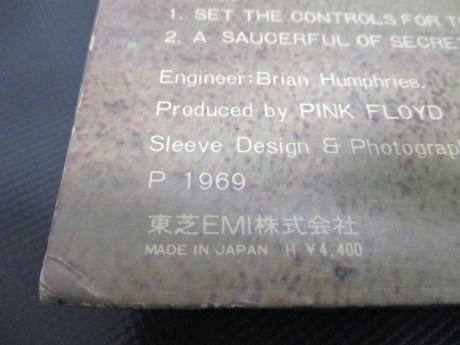 1. SET THE CONTROLS FOR
2. A SAUCERFUL OF
Engineer:Brian Humphries.
Produced by PINK FLOYD
Sleeve Design &
P 1969
東芝EMI株式会社
MADE IN JAPAN H ¥4,400